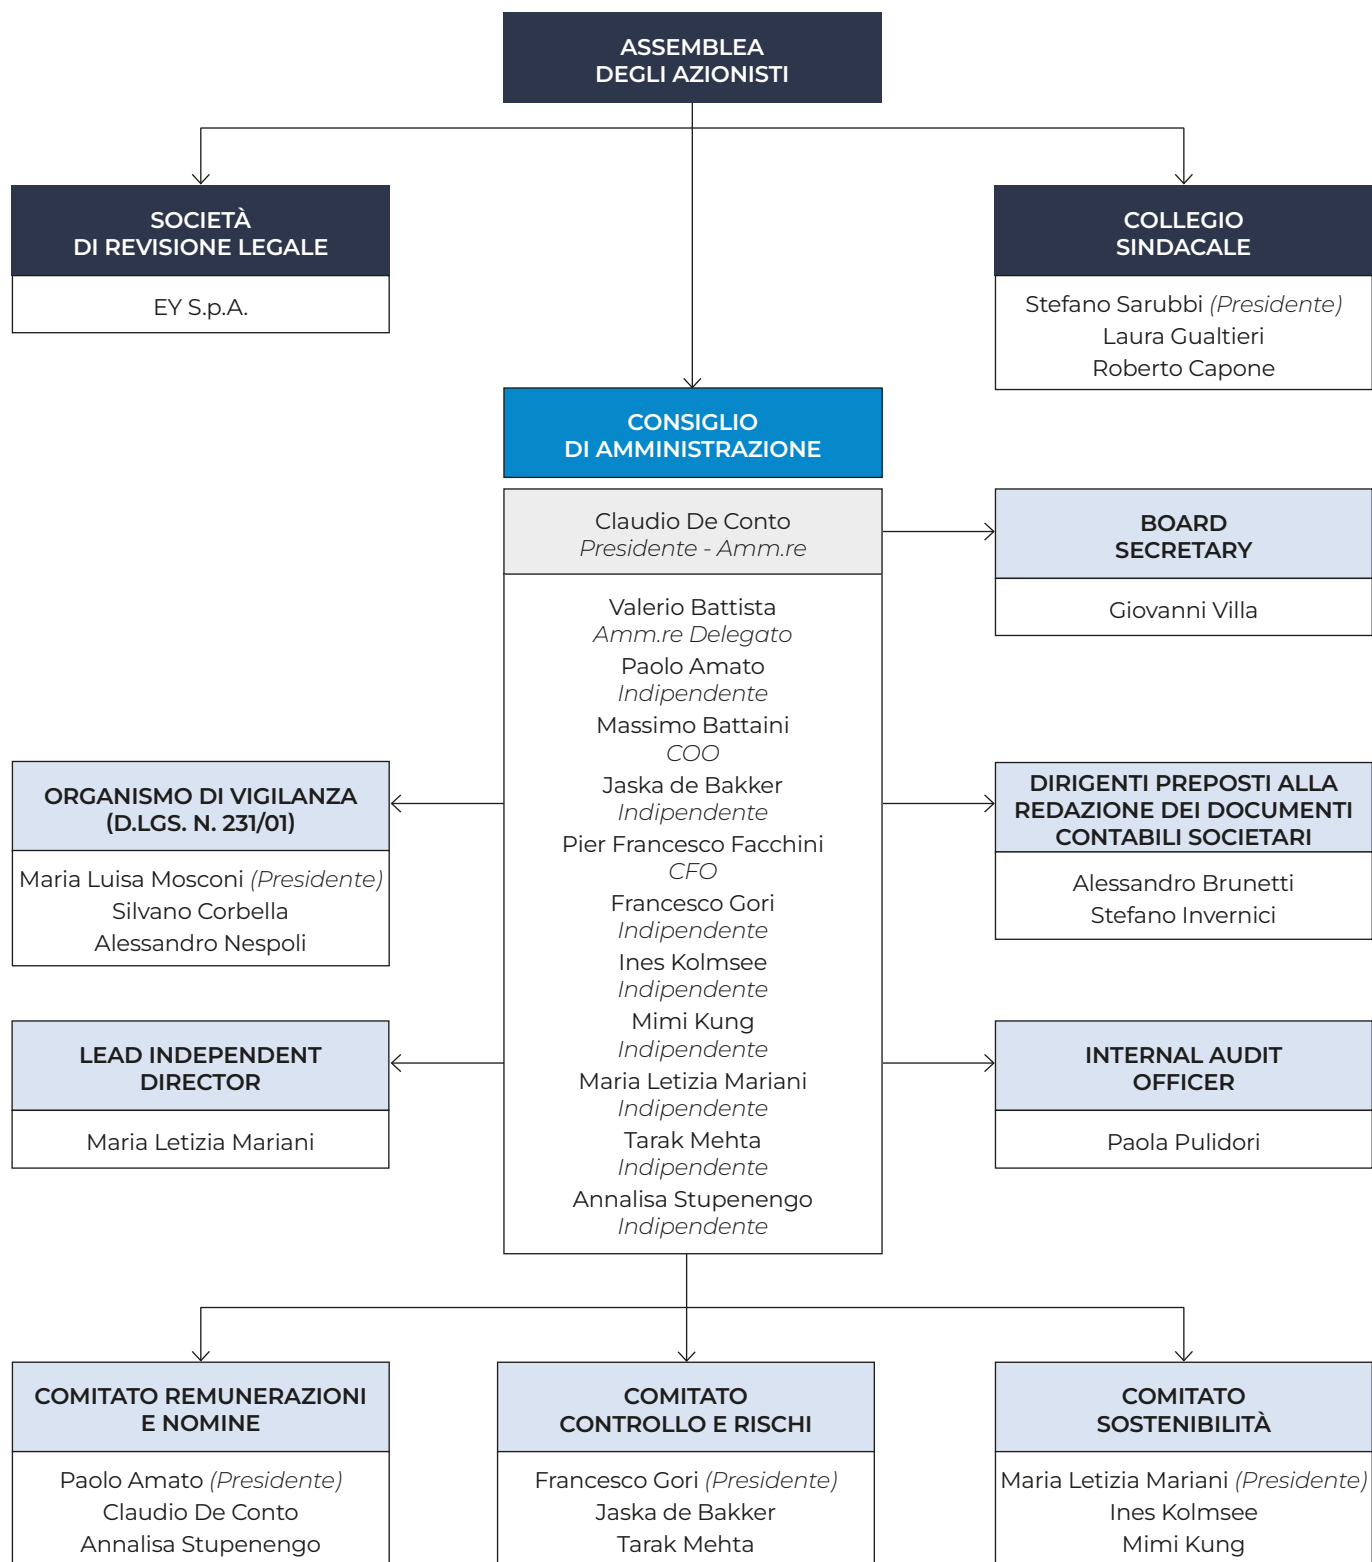 ASSEMBLEA
DEGLI AZIONISTI
SOCIETÀ
DI REVISIONE LEGALE
EY S.p.A.
COLLEGIO
SINDACALE
Stefano Sarubbi (Presidente)
Laura Gualtieri
Roberto Capone
CONSIGLIO
DI AMMINISTRAZIONE
Claudio De Conto
Presidente - Amm.re
Valerio Battista
Amm.re Delegato
Paolo Amato
Indipendente
Massimo Battaini
COO
Jaska de Bakker
Indipendente
Pier Francesco Facchini
CFO
Francesco Gori
Indipendente
Ines Kolmsee
Indipendente
Mimi Kung
Indipendente
Maria Letizia Mariani
Indipendente
Tarak Mehta
Indipendente
Annalisa Stupenengo
Indipendente
BOARD
SECRETARY
Giovanni Villa
ORGANISMO DI VIGILANZA
(D.LGS. N. 231/01)
Maria Luisa Mosconi (Presidente)
Silvano Corbella
Alessandro Nespoli
DIRIGENTI PREPOSTI ALLA
REDAZIONE DEI DOCUMENTI
CONTABILI SOCIETARI
Alessandro Brunetti
Stefano Invernici
LEAD INDEPENDENT
DIRECTOR
Maria Letizia Mariani
INTERNAL AUDIT
OFFICER
Paola Pulidori
COMITATO REMUNERAZIONI
E NOMINE
Paolo Amato (Presidente)
Claudio De Conto
Annalisa Stupenengo
COMITATO
CONTROLLO E RISCHI
Francesco Gori (Presidente)
Jaska de Bakker
Tarak Mehta
COMITATO
SOSTENIBILITÀ
Maria Letizia Mariani (Presidente)
Ines Kolmsee
Mimi Kung